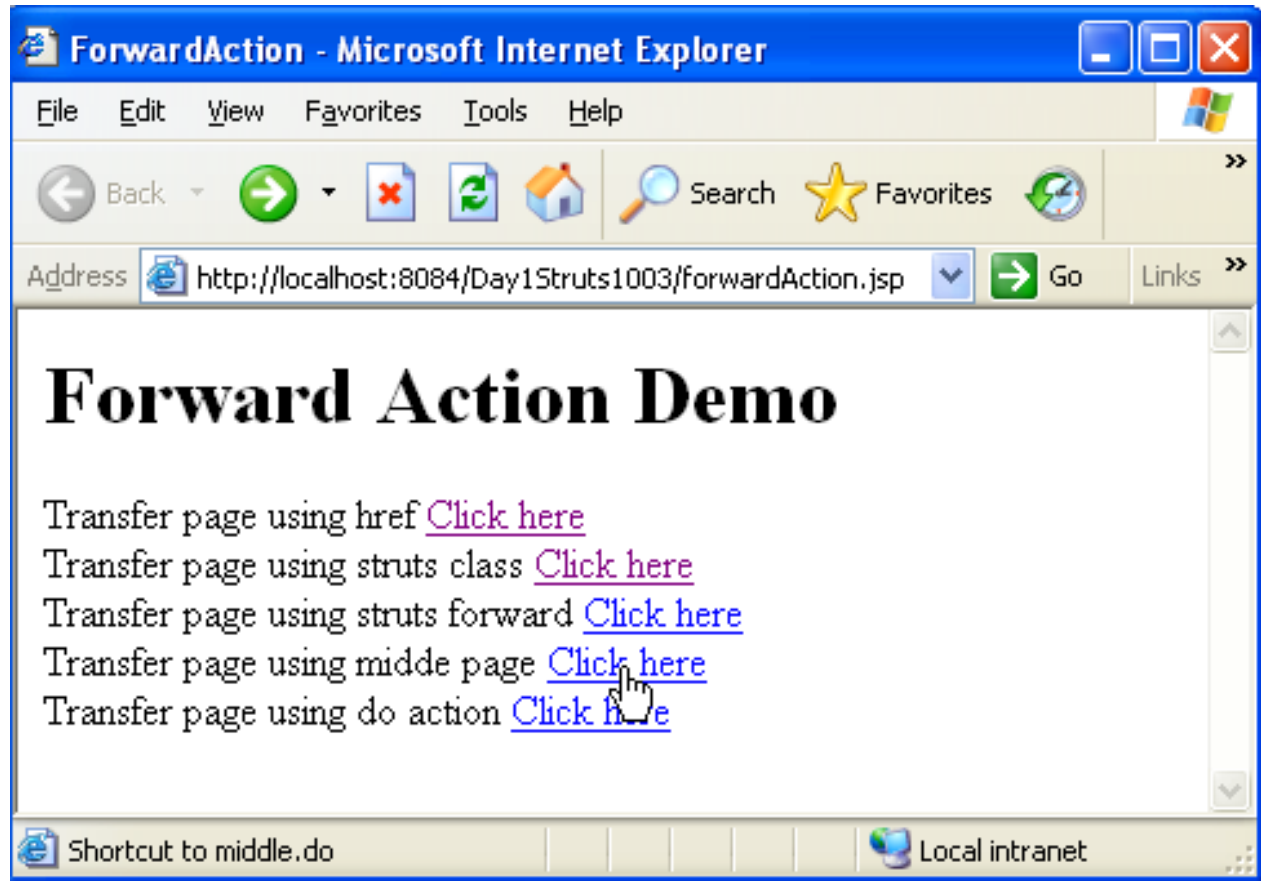 ForwardAction - Microsoft Internet Explorer
File Edit View Favorites Tools Help
Back Search Favorites »
Address http://localhost:8084/Day1Struts1003/forwardAction.jsp Go Links »
Forward Action Demo
Transfer page using href Click here
Transfer page using struts class Click here
Transfer page using struts forward Click here
Transfer page using midde page Click here
Transfer page using do action Click here
Shortcut to middle.do Local intranet